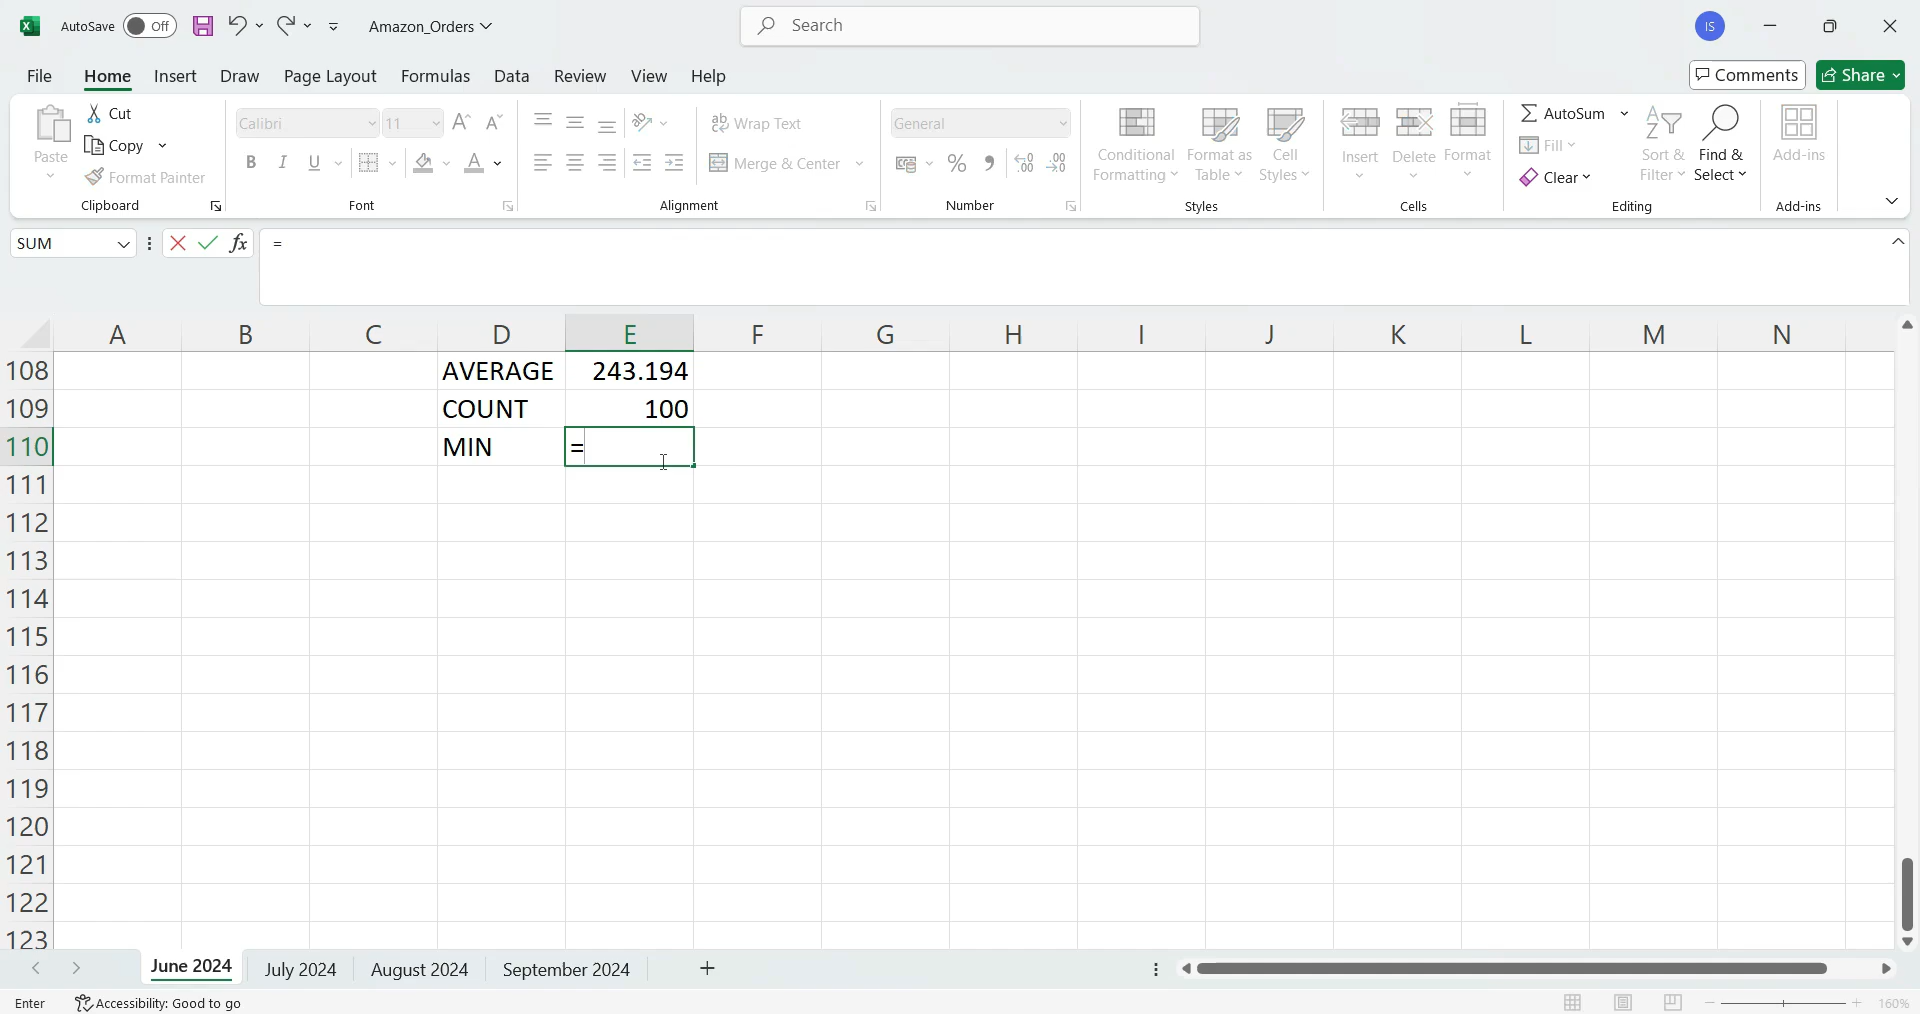 AutoSave Off Amazon_Orders Search IS
File Home Insert Draw Page Layout Formulas Data Review View Help Comments Share
Paste Cut Copy Format Painter Clipboard
Calibri 11 B I U A Font
ab Wrap Text Merge & Center Alignment
General % Number
Conditional Formatting Format as Table Cell Styles Styles
Insert Delete Format Cells
AutoSum Fill Clear Sort & Filter Find & Select Editing
Add-ins Add-ins
SUM fx =
A B C D E F G H I J K L M N
108 AVERAGE 243.194
109 COUNT 100
110 MIN =
111
112
113
114
115
116
117
118
119
120
121
122
123
June 2024 July 2024 August 2024 September 2024 +
Enter Accessibility: Good to go 160%